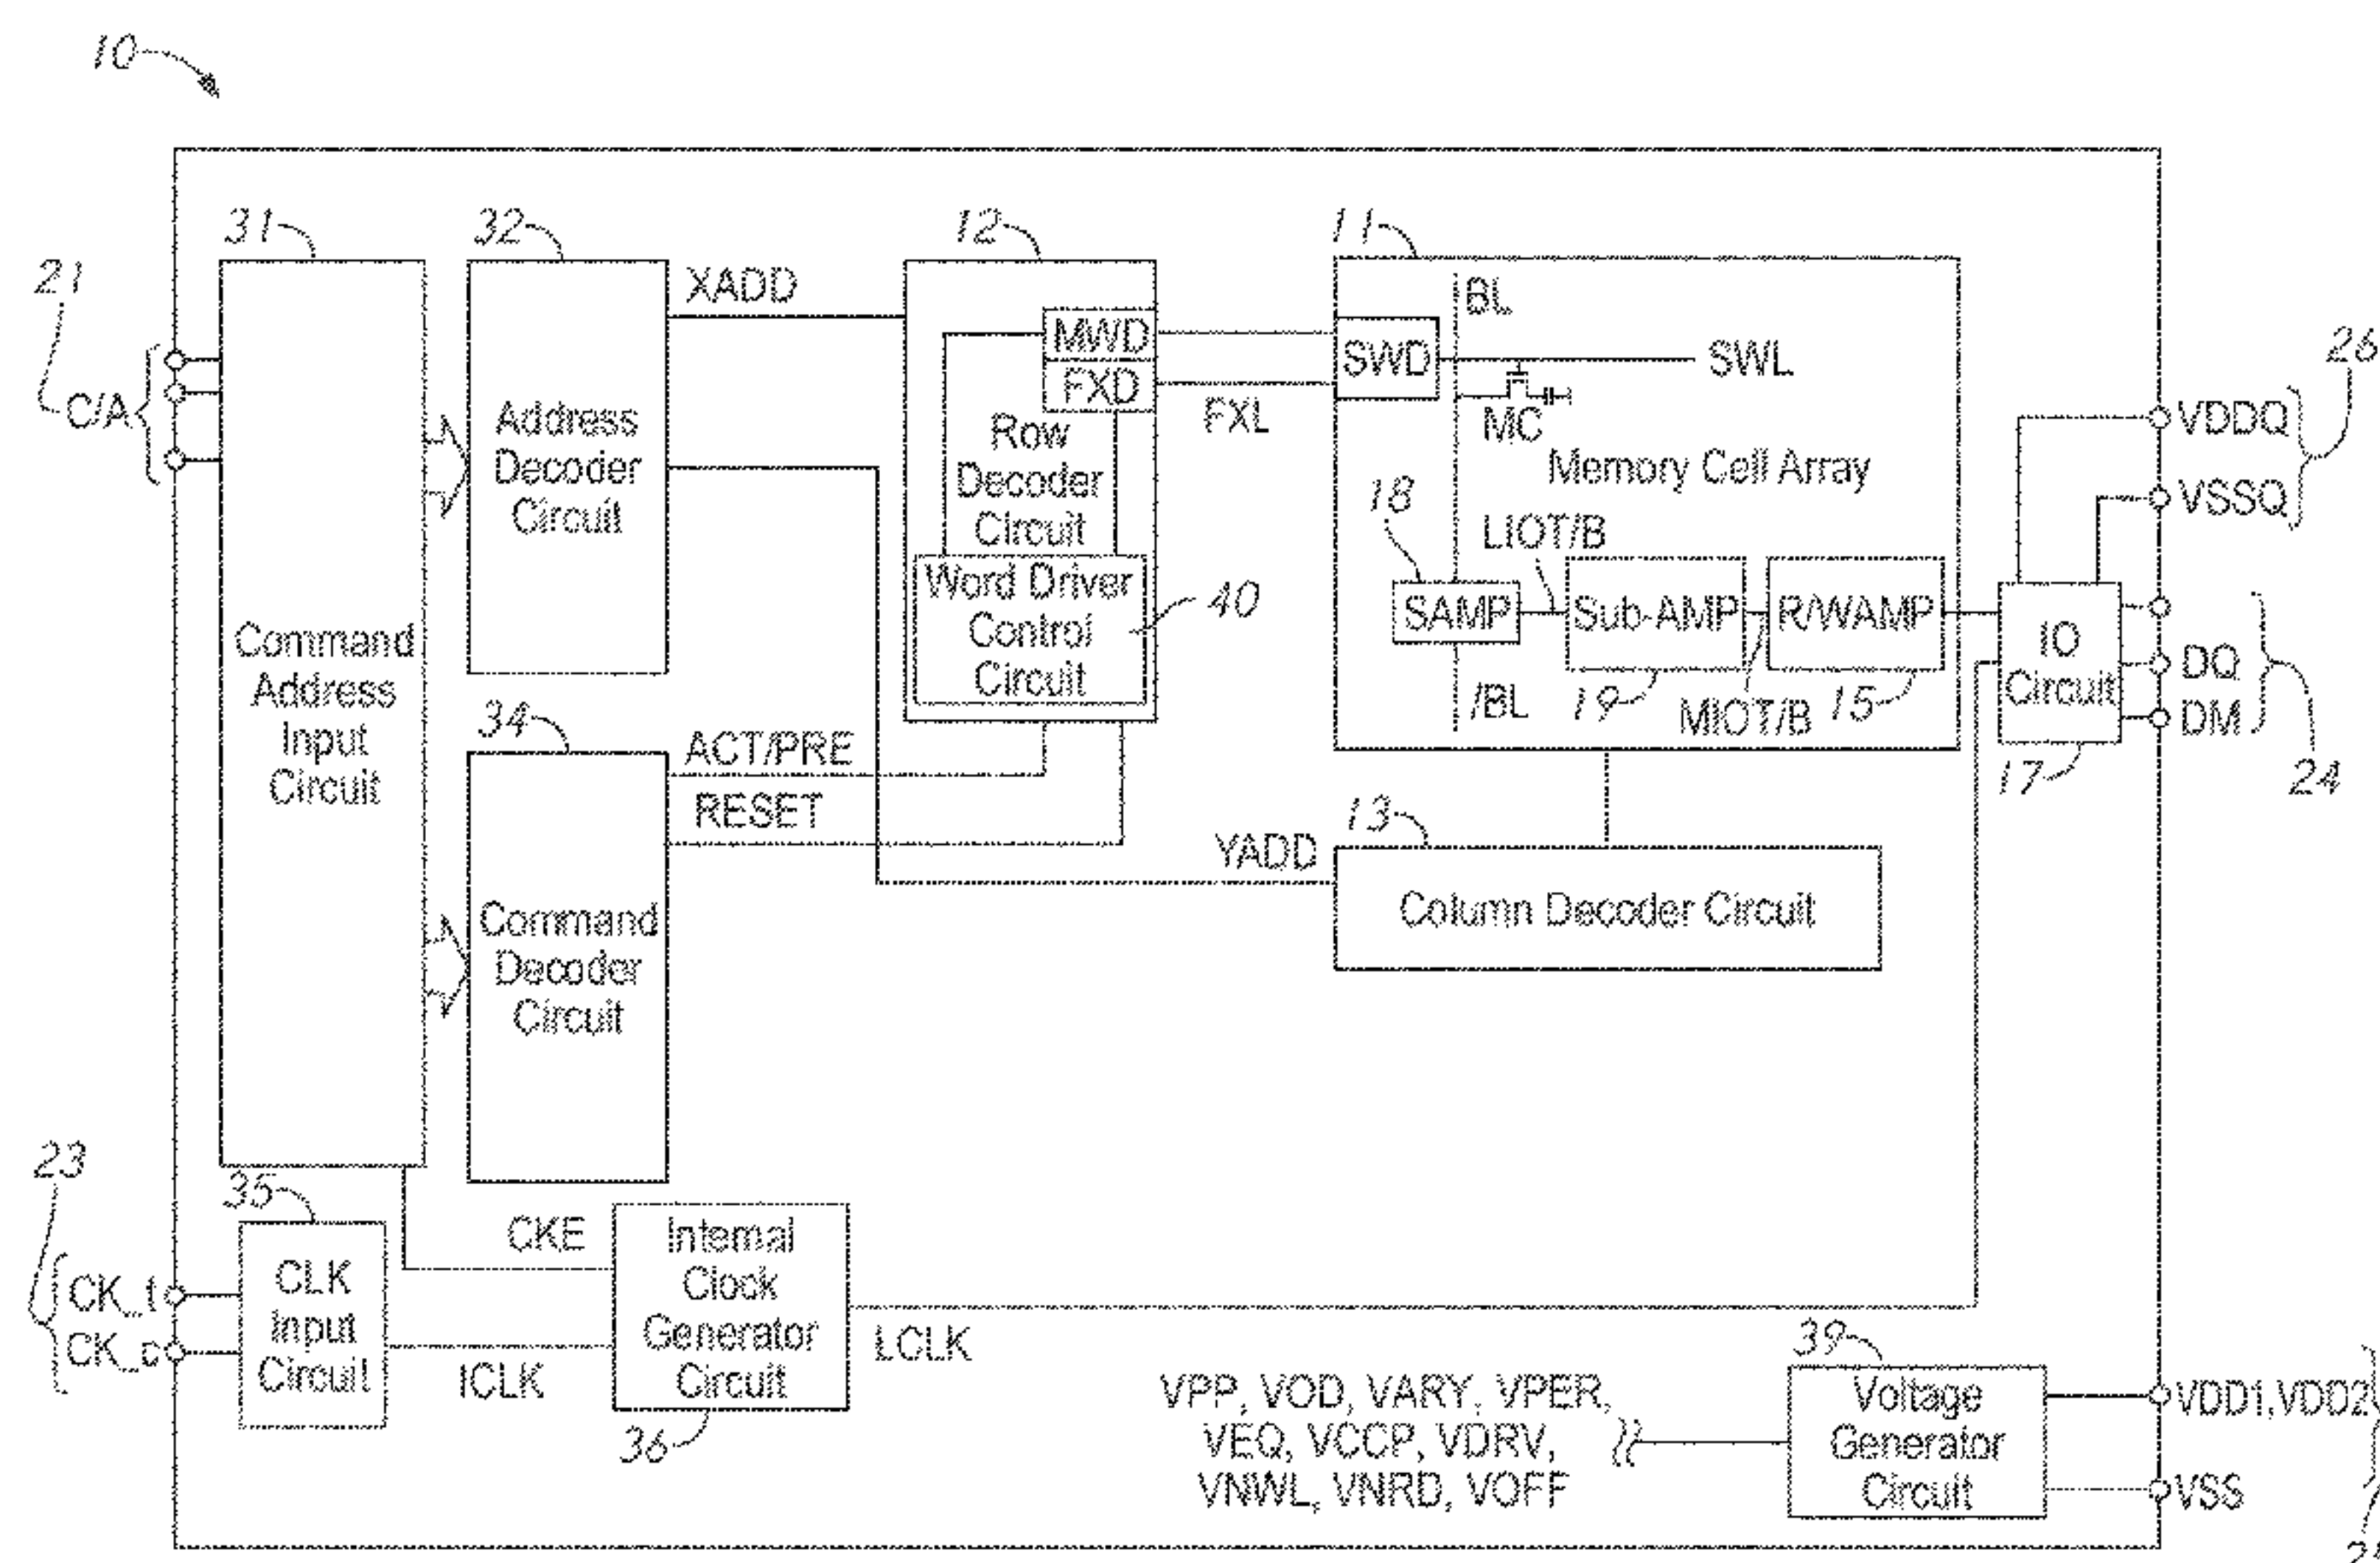 10
31
32
12
11
21
26
C/A
XADD
MWD
FXD
FXL
SWD
BL
SWL
MC
Memory Cell Array
VDDQ
VSSQ
Address
Decoder
Circuit
Row
Decoder
Circuit
Word Driver
Control
Circuit
40
18
LIOT/B
SAMP
Sub-AMP
R/WAMP
/BL
19
MIOT/B
15
IO
Circuit
17
DQ
DM
24
Command
Address
Input
Circuit
34
ACT/PRE
RESET
Command
Decoder
Circuit
YADD
13
Column Decoder Circuit
23
35
CK_t
CK_c
CLK
Input
Circuit
CKE
ICLK
Internal
Clock
Generator
Circuit
36
LCLK
VPP, VOD, VARY, VPER,
VEQ, VCCP, VDRV,
VNWL, VNRD, VOFF
39
Voltage
Generator
Circuit
VDD1,VDD2
VSS